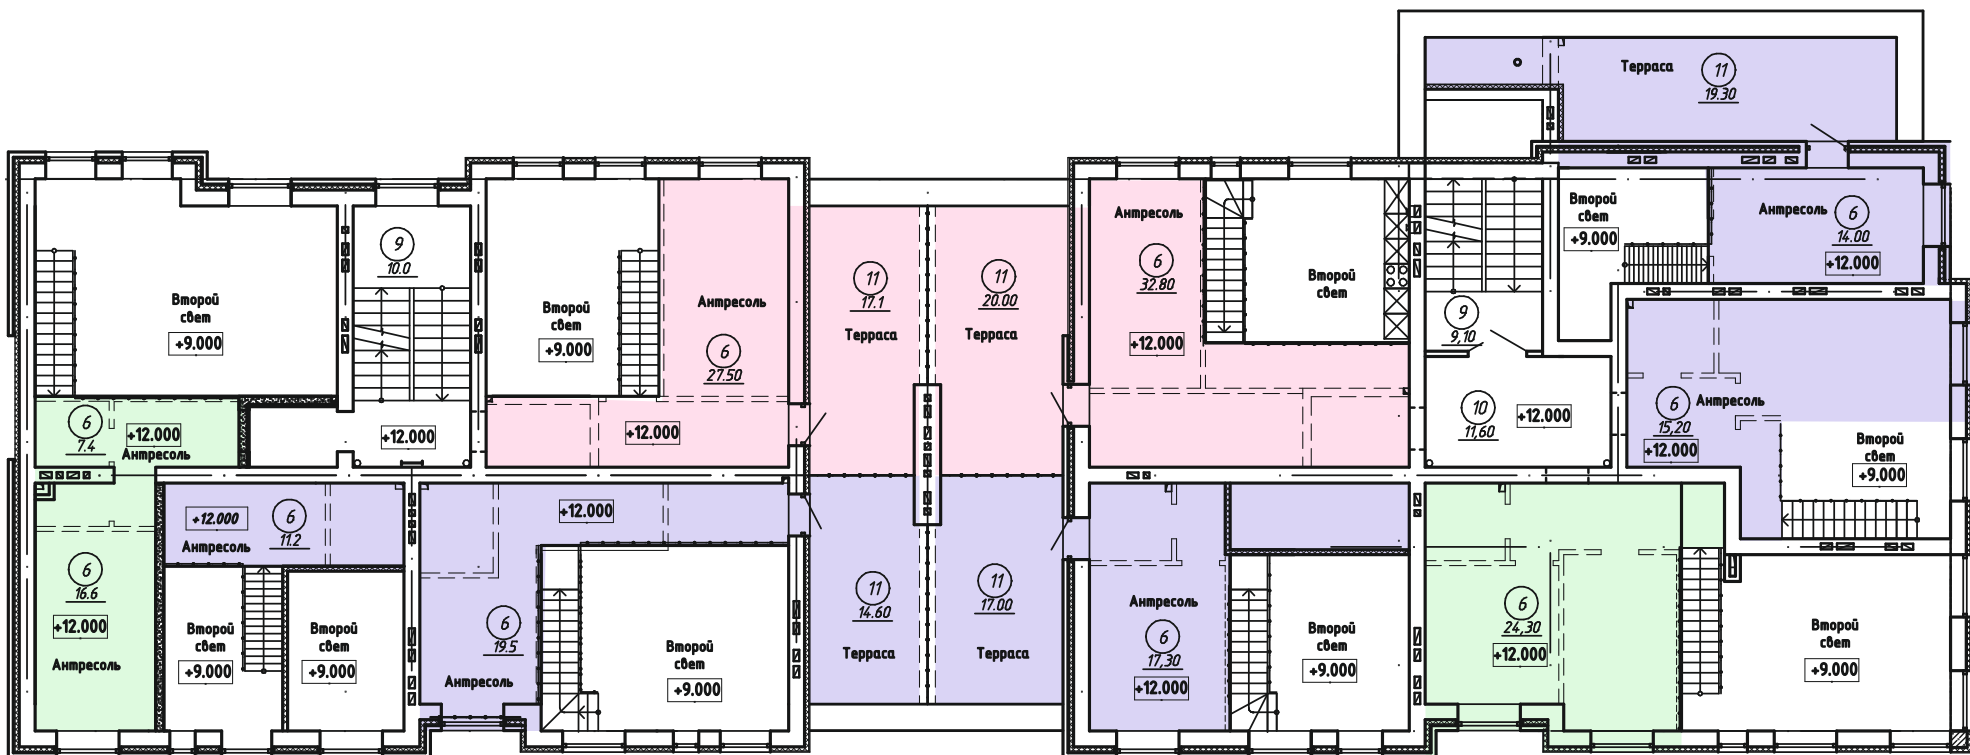 Терраса
11
19.30
9
10.0
Второй
свет
+9.000
6
7.4
+12.000
Антресоль
+12.000
Второй
свет
+9.000
Антресоль
6
27.50
+12.000
11
17.1
Терраса
11
20.00
Терраса
Антресоль
6
32.80
+12.000
Второй
свет
9
9,10
10
11,60
+12.000
Второй
свет
+9.000
Антресоль
6
14.00
+12.000
6
15,20
Антресоль
+12.000
Второй
свет
+9.000
6
16.6
+12.000
Антресоль
+12.000
6
11.2
Антресоль
Второй
свет
+9.000
Второй
свет
+9.000
+12.000
6
19.5
Антресоль
Второй
свет
+9.000
11
14.60
Терраса
11
17.00
Терраса
Антресоль
6
17,30
+12.000
Второй
свет
+9.000
6
24,30
+12.000
Второй
свет
+9.000